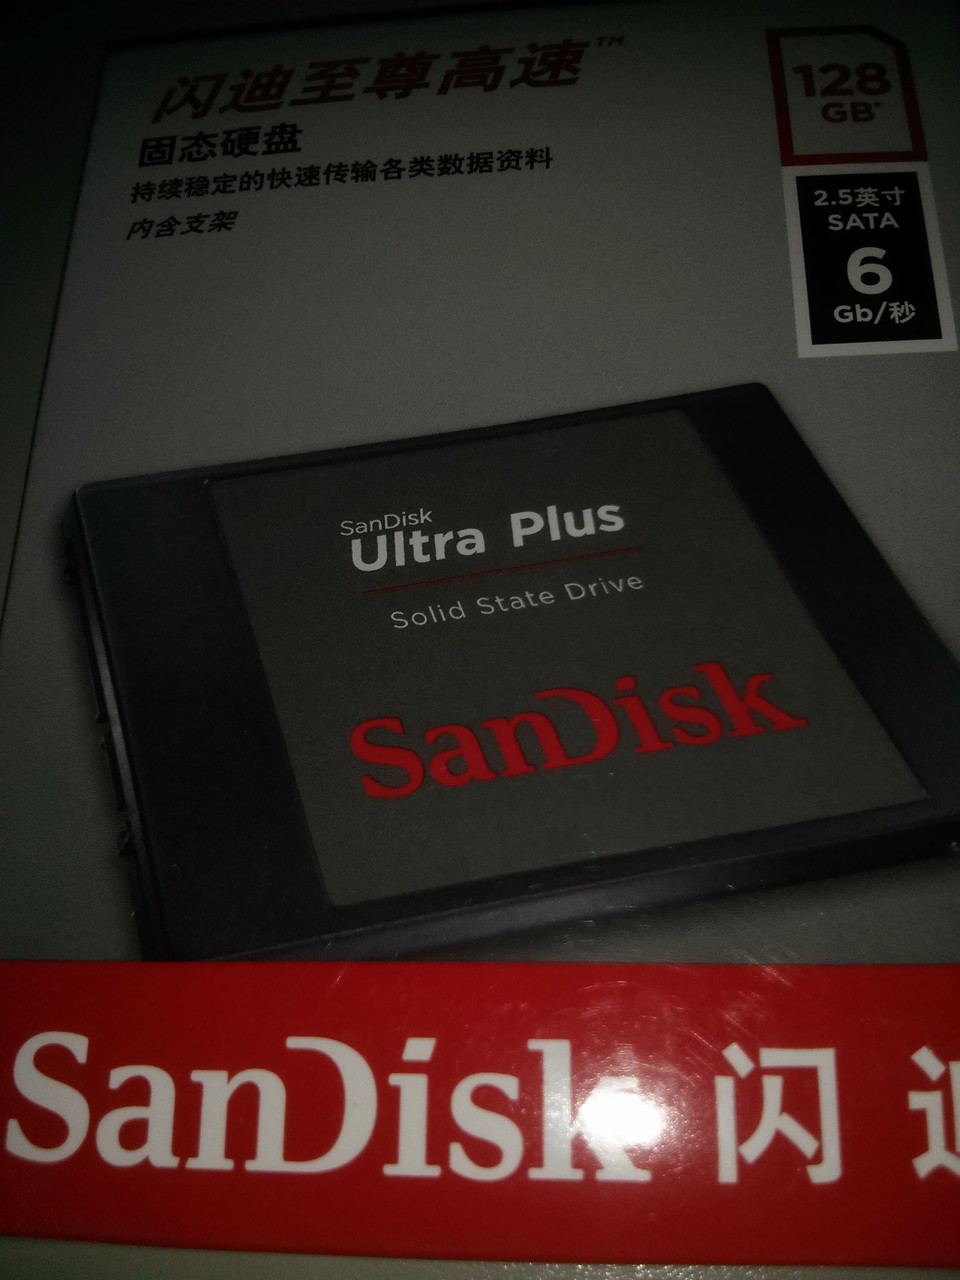 闪迪至尊高速™
固态硬盘
持续稳定的快速传输各类数据资料
内含支架
128
GB*
2.5英寸
SATA
6
Gb/秒
SanDisk
Ultra Plus
Solid State Drive
SanDisk
SanDisk 闪迪